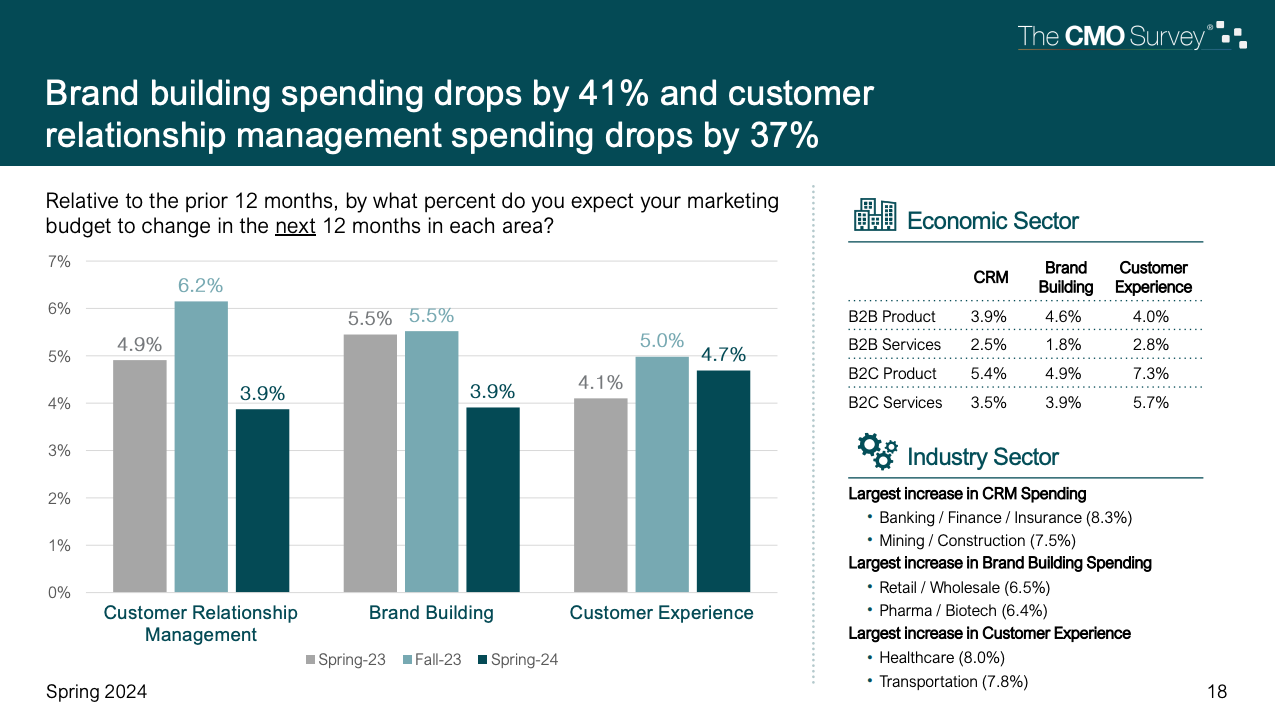 The CMO Survey®
Brand building spending drops by 41% and customer
relationship management spending drops by 37%
Relative to the prior 12 months, by what percent do you expect your marketing
budget to change in the next 12 months in each area?
7%
6%
5%
4%
3%
2%
1%
0%
4.9%
6.2%
3.9%
5.5%
5.5%
3.9%
4.1%
5.0%
4.7%
Customer Relationship
Management
Brand Building
Customer Experience
Spring-23 Fall-23 Spring-24
Economic Sector
CRM Brand Building Customer Experience
B2B Product 3.9% 4.6% 4.0%
B2B Services 2.5% 1.8% 2.8%
B2C Product 5.4% 4.9% 7.3%
B2C Services 3.5% 3.9% 5.7%
Industry Sector
Largest increase in CRM Spending
• Banking / Finance / Insurance (8.3%)
• Mining / Construction (7.5%)
Largest increase in Brand Building Spending
• Retail / Wholesale (6.5%)
• Pharma / Biotech (6.4%)
Largest increase in Customer Experience
• Healthcare (8.0%)
• Transportation (7.8%)
Spring 2024
18